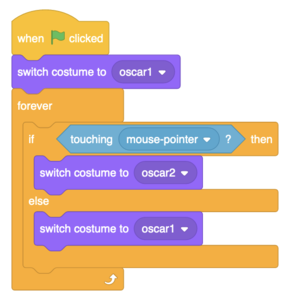 when clicked
switch costume to oscar1
forever
if touching mouse-pointer ? then
switch costume to oscar2
else
switch costume to oscar1